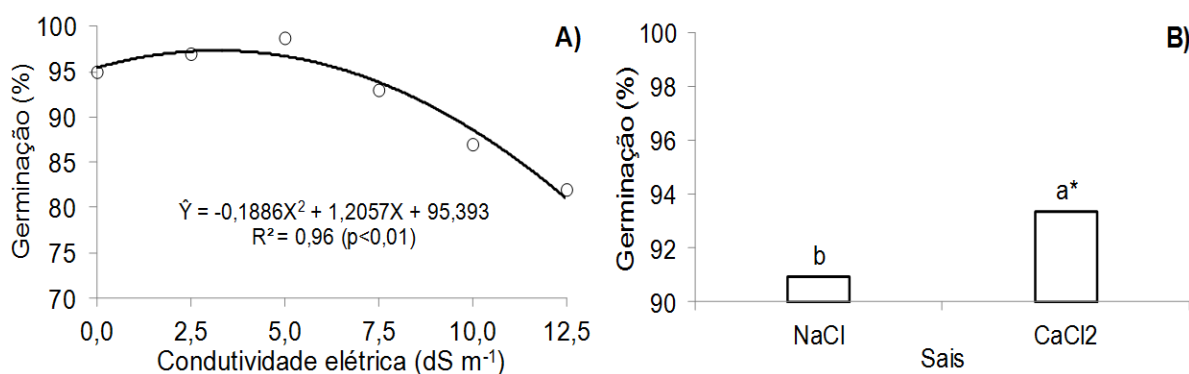 A)
Germinação (%)
100
95
90
85
80
75
70
Ŷ = -0,1886X² + 1,2057X + 95,393
R² = 0,96 (p<0,01)
0,0 2,5 5,0 7,5 10,0 12,5
Condutividade elétrica (dS m⁻¹)
B)
Germinação (%)
100
98
96
94
92
90
b
a*
NaCl CaCl2
Sais